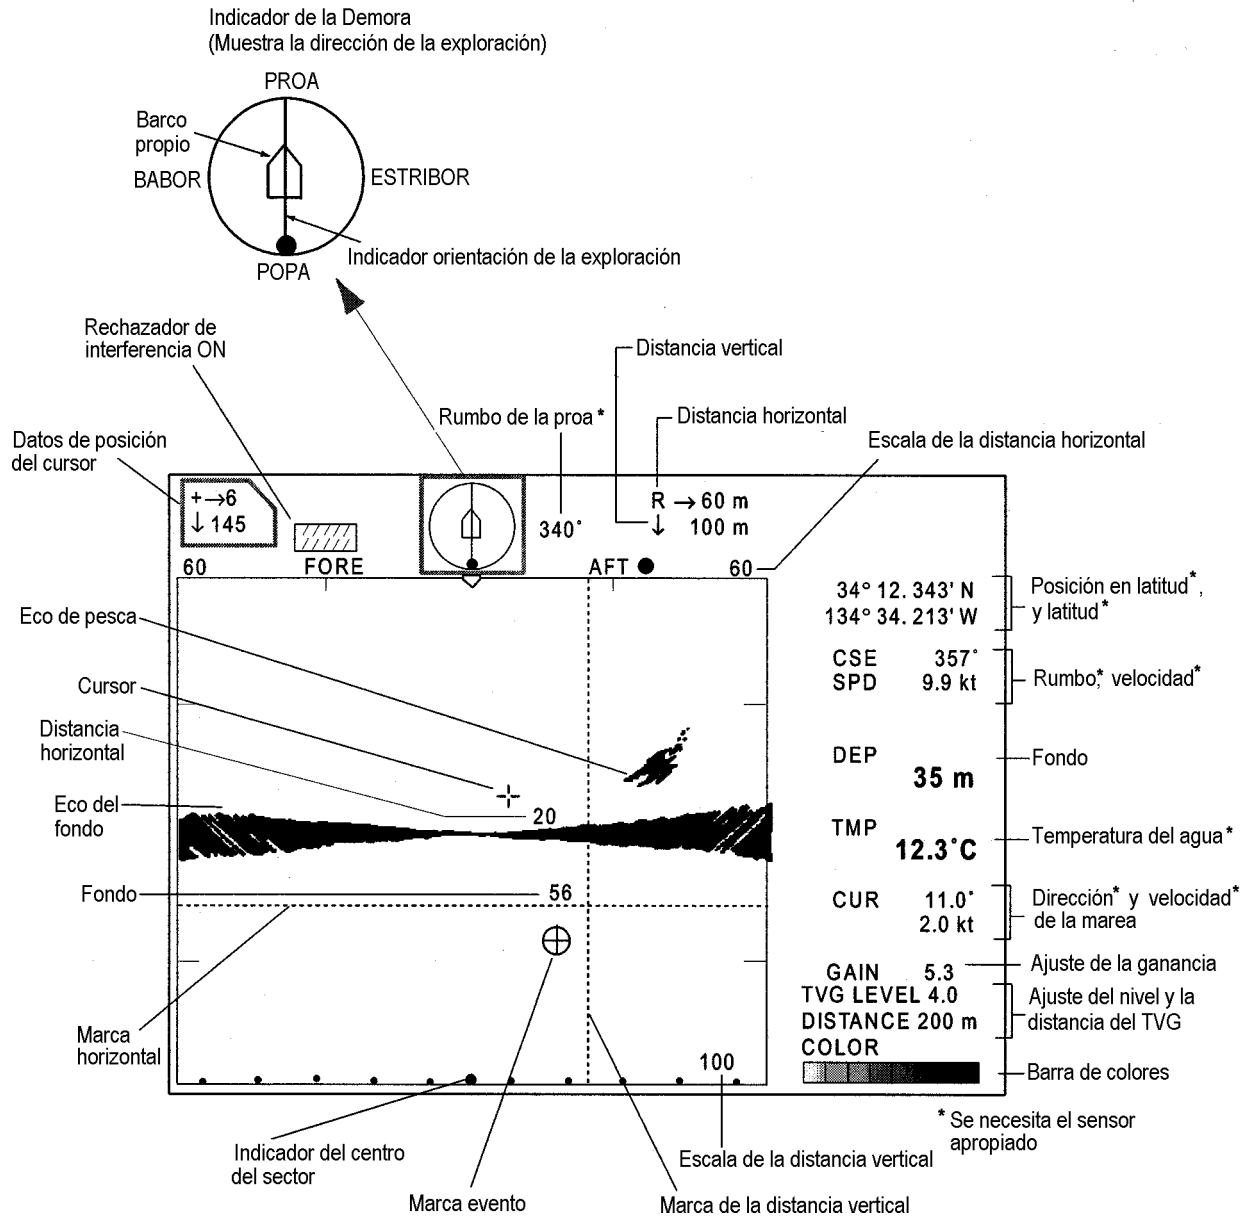 Indicador de la Demora
(Muestra la dirección de la exploración)
PROA
Barco
propio
BABOR
ESTRIBOR
Indicador orientación de la exploración
POPA
Rechazador de
interferencia ON
Distancia vertical
Rumbo de la proa *
Distancia horizontal
Datos de posición
del cursor
Escala de la distancia horizontal
+→6
↓ 145
340°
R → 60 m
↓ 100 m
60
FORE
AFT ●
60
34° 12. 343' N
134° 34. 213' W
Posición en latitud*,
y latitud*
Eco de pesca
CSE 357°
SPD 9.9 kt
Rumbo,* velocidad*
Cursor
Distancia
horizontal
DEP
35 m
Fondo
Eco del
fondo
20
TMP
12.3°C
Temperatura del agua*
Fondo
56
CUR 11.0°
2.0 kt
Dirección* y velocidad*
de la marea
GAIN 5.3
Ajuste de la ganancia
TVG LEVEL 4.0
DISTANCE 200 m
Ajuste del nivel y la
distancia del TVG
Marca
horizontal
COLOR
100
Barra de colores
* Se necesita el sensor
apropiado
Indicador del centro
del sector
Escala de la distancia vertical
Marca evento
Marca de la distancia vertical